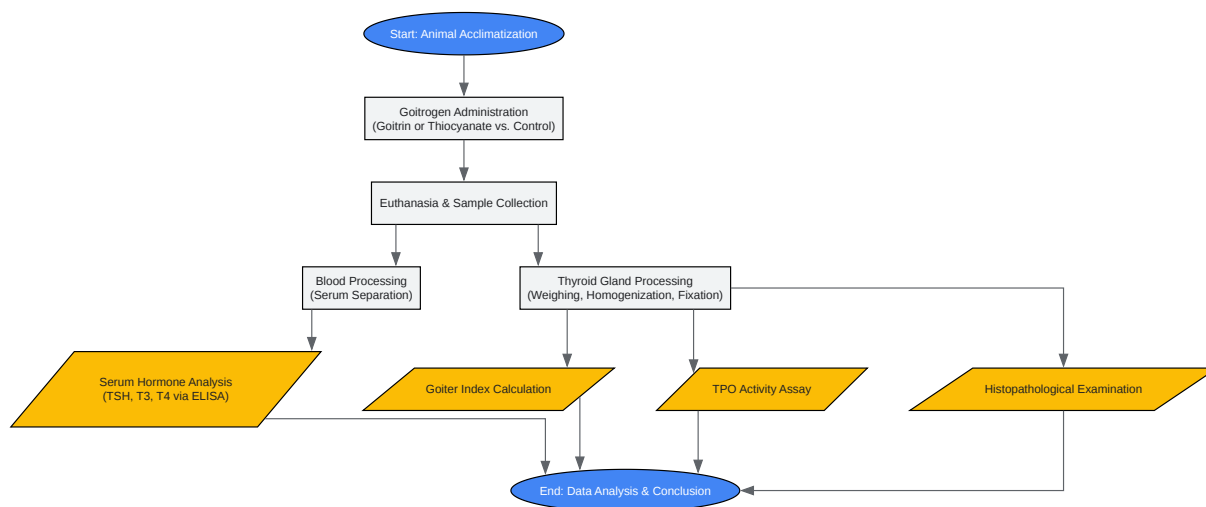 Start: Animal Acclimatization
Goitrogen Administration
(Goitrin or Thiocyanate vs. Control)
Euthanasia & Sample Collection
Blood Processing
(Serum Separation)
Thyroid Gland Processing
(Weighing, Homogenization, Fixation)
Serum Hormone Analysis
(TSH, T3, T4 via ELISA)
Goiter Index Calculation
TPO Activity Assay
Histopathological Examination
End: Data Analysis & Conclusion